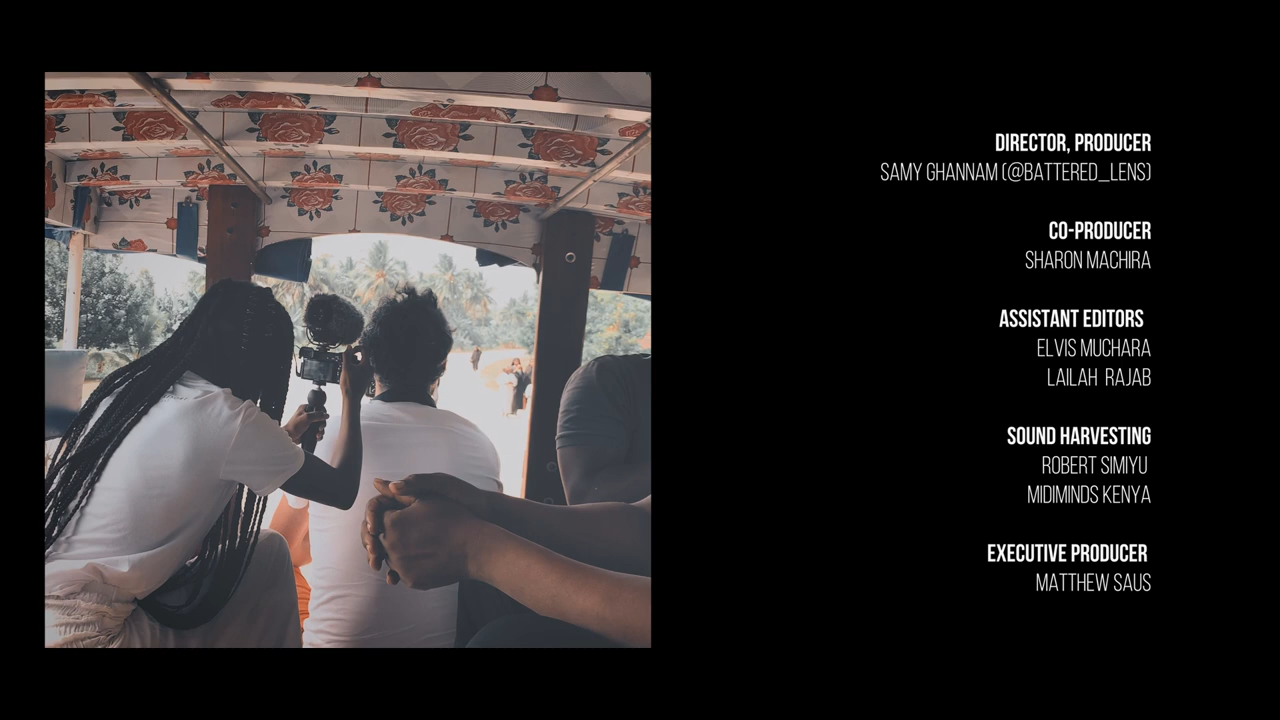 DIRECTOR, PRODUCER
SAMY GHANNAM (@BATTERED_LENS)
CO-PRODUCER
SHARON MACHIRA
ASSISTANT EDITORS
ELVIS MUCHARA
LAILAH RAJAB
SOUND HARVESTING
ROBERT SIMIYU
MIDIMINDS KENYA
EXECUTIVE PRODUCER
MATTHEW SAUS